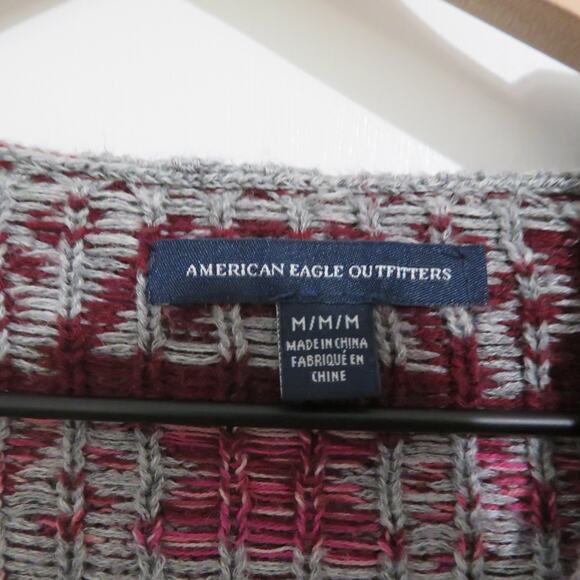 AMERICAN EAGLE OUTFITTERS
M/M/M
MADE IN CHINA
FABRIQUÉ EN
CHINE